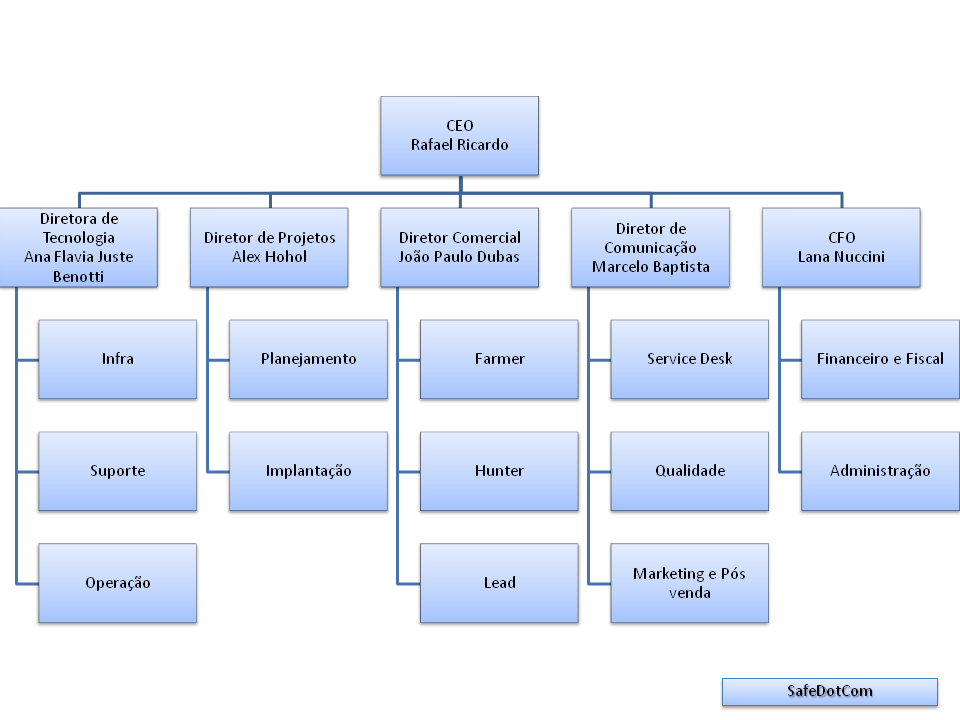 CEO
Rafael Ricardo
Diretora de
Tecnologia
Ana Flavia Juste
Benotti
Diretor de Projetos
Alex Hohol
Diretor Comercial
João Paulo Dubas
Diretor de
Comunicação
Marcelo Baptista
CFO
Lana Nuccini
Infra
Planejamento
Farmer
Service Desk
Financeiro e Fiscal
Suporte
Implantação
Hunter
Qualidade
Administração
Operação
Lead
Marketing e Pós
venda
SafeDotCom